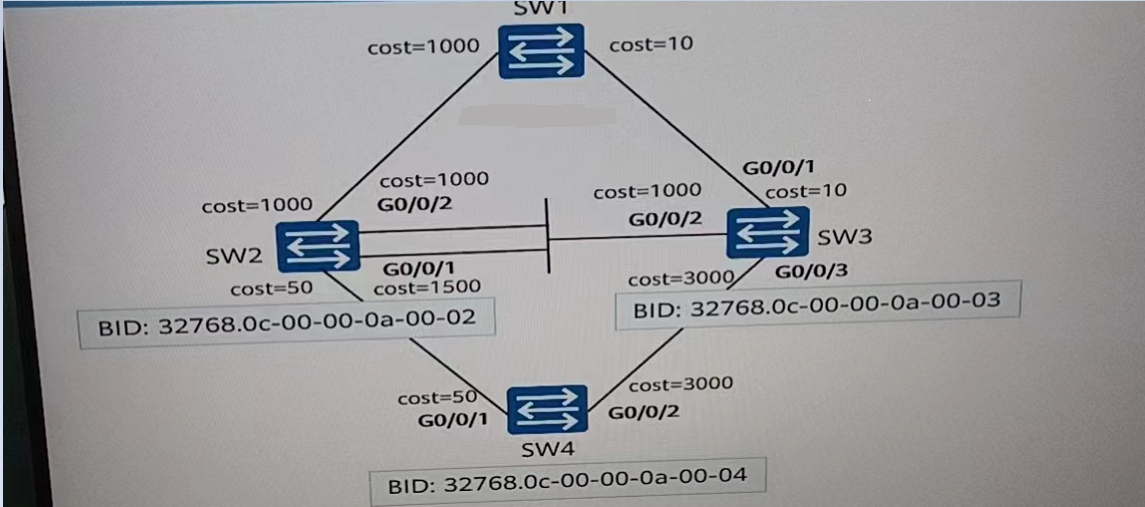 SW1
cost=1000
cost=10
G0/0/1
cost=1000
cost=1000
cost=10
cost=1000
G0/0/2
G0/0/2
SW2
SW3
G0/0/1
G0/0/3
cost=50
cost=1500
cost=3000
BID: 32768.0c-00-00-0a-00-02
BID: 32768.0c-00-00-0a-00-03
cost=50
cost=3000
G0/0/1
G0/0/2
SW4
BID: 32768.0c-00-00-0a-00-04